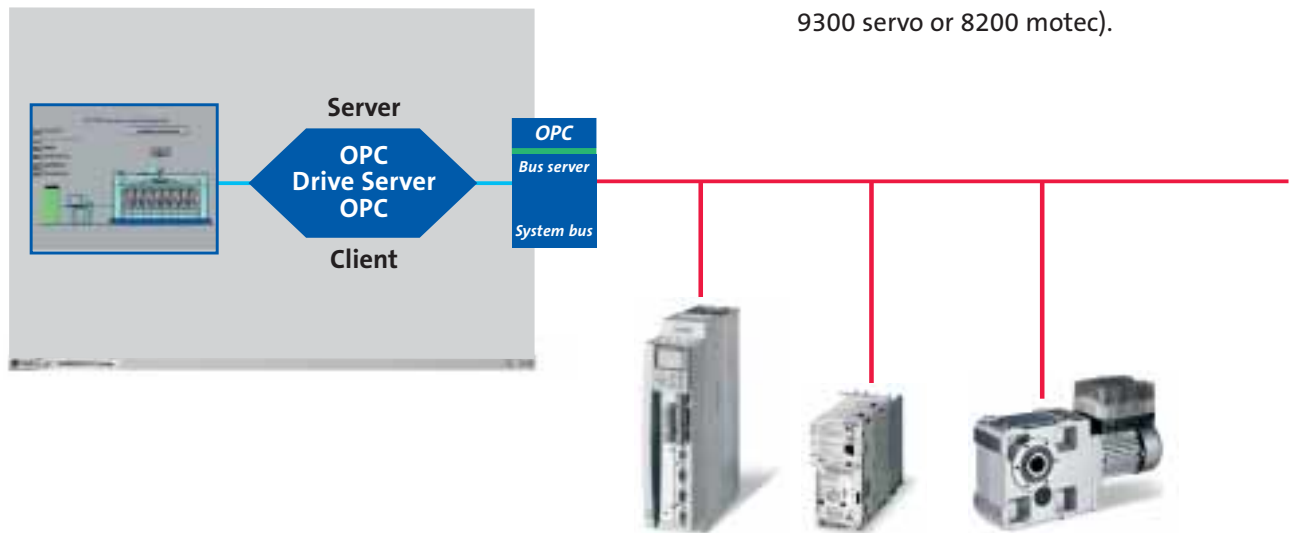 9300 servo or 8200 motec).
Server
OPC
Drive Server
OPC
Client
OPC
Bus server
System bus